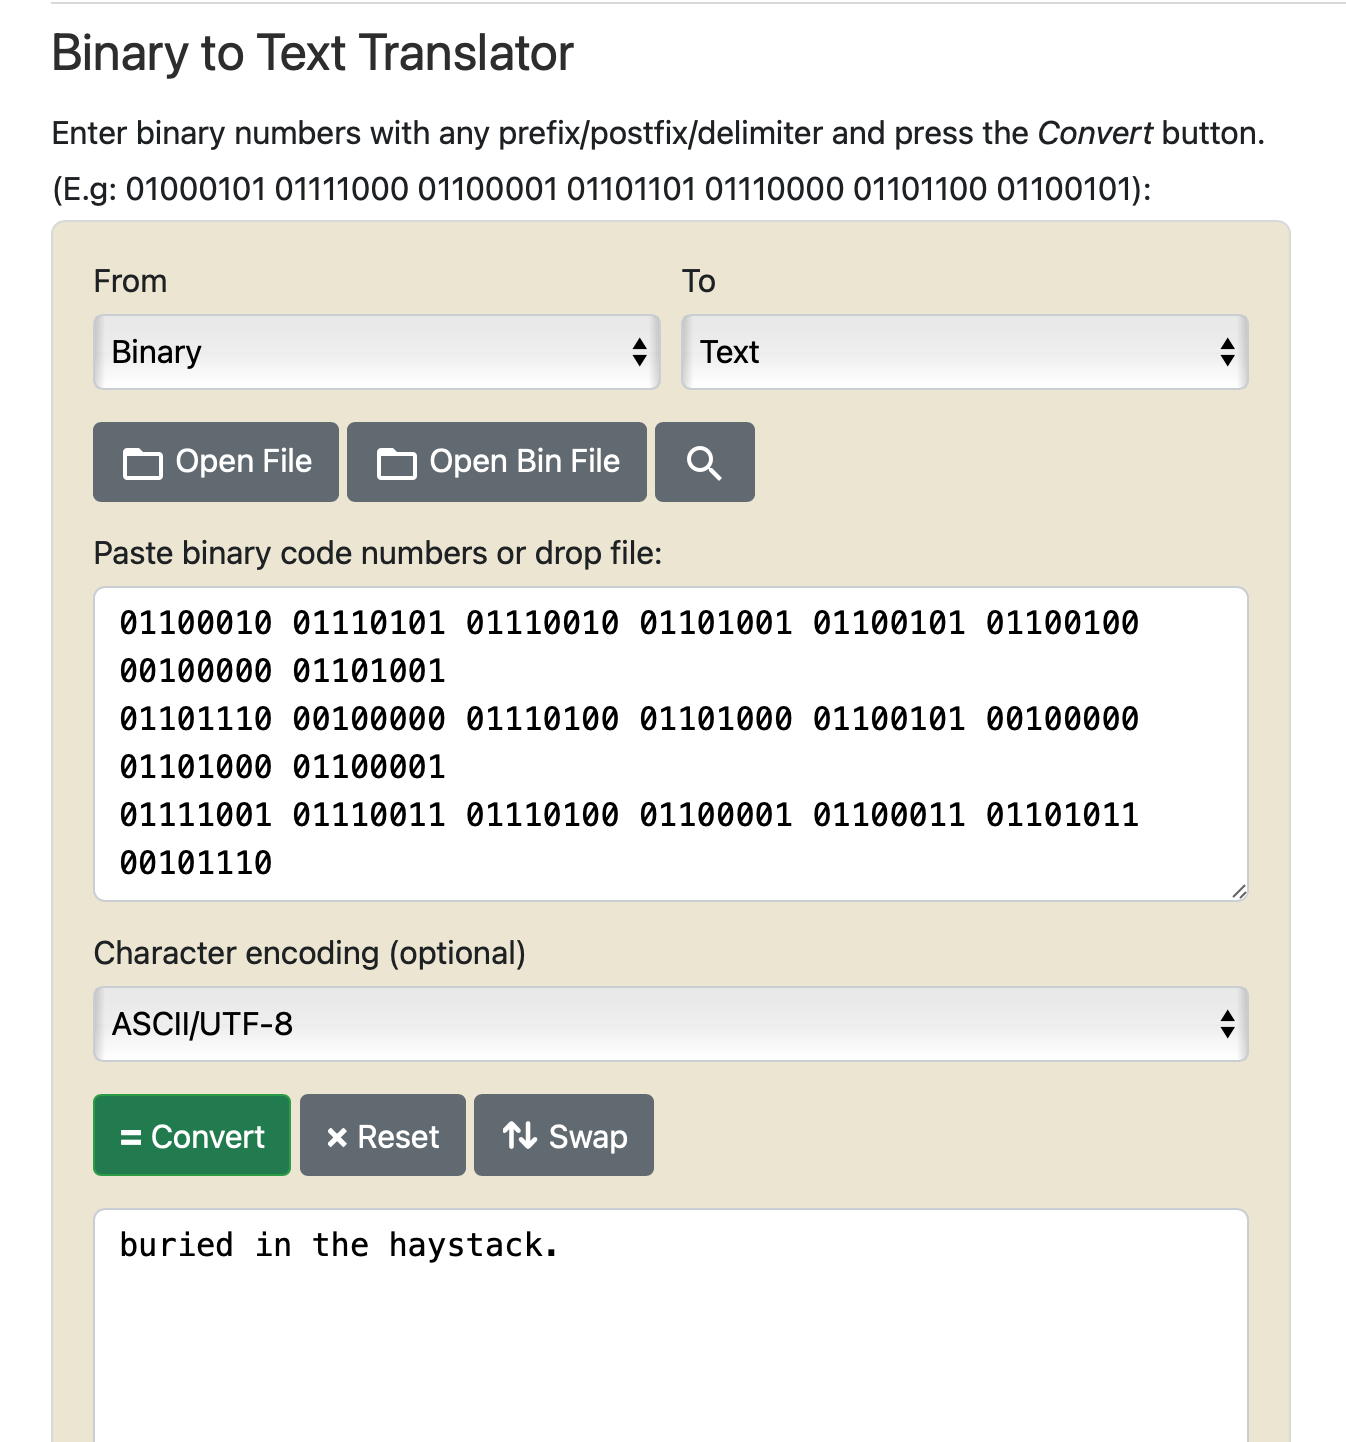 Binary to Text Translator
Enter binary numbers with any prefix/postfix/delimiter and press the Convert button.
(E.g: 01000101 01111000 01100001 01101101 01110000 01101100 01100101):
From To
Binary Text
Open File Open Bin File
Paste binary code numbers or drop file:
01100010 01110101 01110010 01101001 01100101 01100100
00100000 01101001
01101110 00100000 01110100 01101000 01100101 00100000
01101000 01100001
01111001 01110011 01110100 01100001 01100011 01101011
00101110
Character encoding (optional)
ASCII/UTF-8
= Convert × Reset Swap
buried in the haystack.